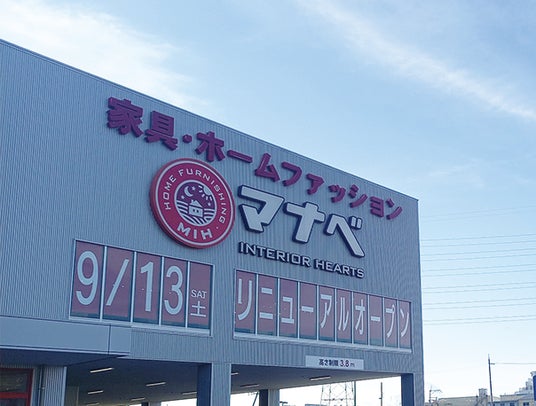 家具・ホームファッション
HOME FURNISHING
MIH
マナベ
INTERIOR HEARTS
9/13 SAT 土
リニューアルオープン
高さ制限 3.8m